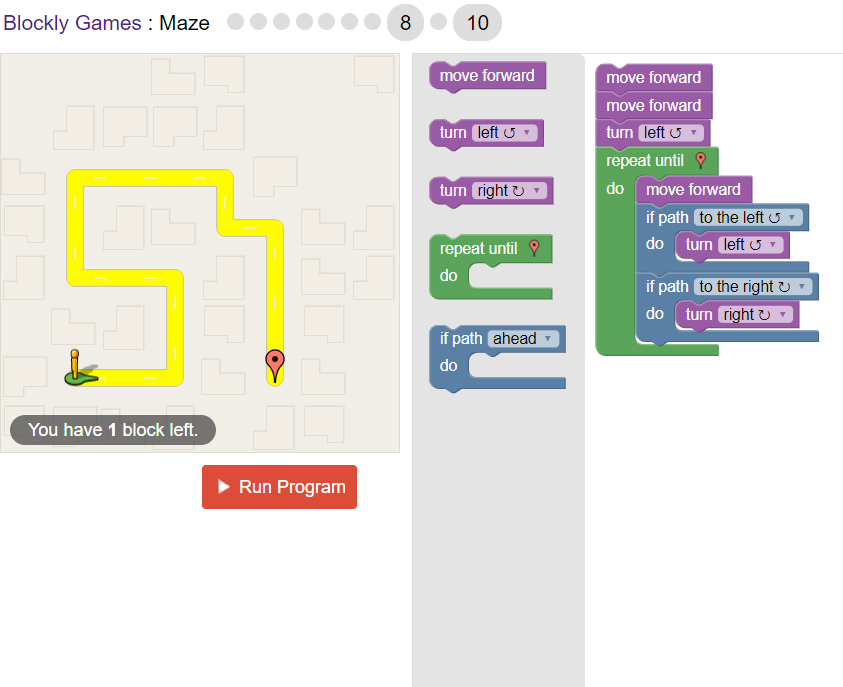 Blockly Games : Maze 8 10
You have 1 block left.
Run Program
move forward
turn left ↺ ▾
turn right ↻ ▾
repeat until
do
if path ahead ▾
do
move forward
move forward
turn left ↺ ▾
repeat until
do move forward
if path to the left ↺ ▾
do turn left ↺ ▾
if path to the right ↻ ▾
do turn right ↻ ▾